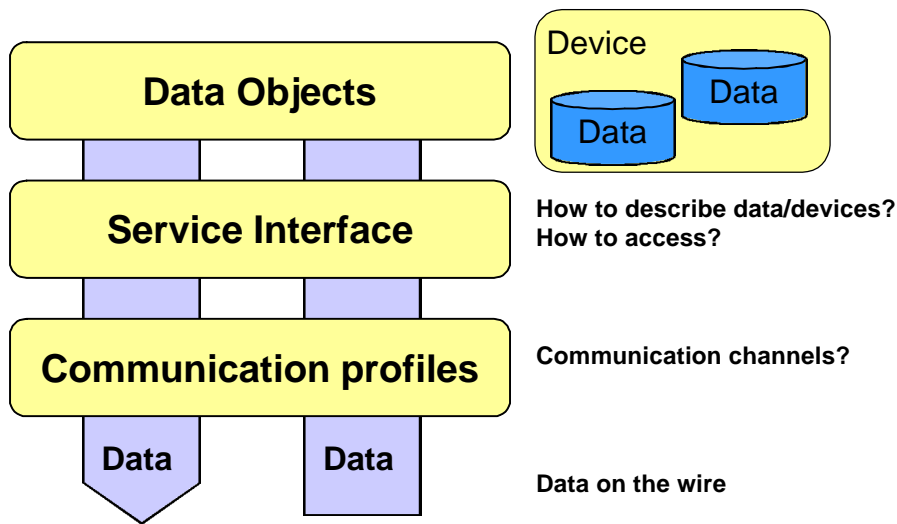 Device
Data Objects
Data
Data
Service Interface
How to describe data/devices?
How to access?
Communication profiles
Communication channels?
Data
Data
Data on the wire